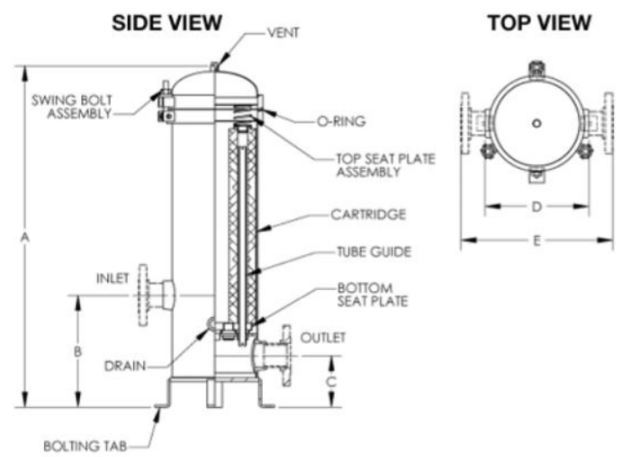 SIDE VIEW
TOP VIEW
VENT
SWING BOLT
ASSEMBLY
O-RING
TOP SEAT PLATE
ASSEMBLY
CARTRIDGE
TUBE GUIDE
INLET
BOTTOM
SEAT PLATE
OUTLET
DRAIN
BOLTING TAB
A
B
C
D
E